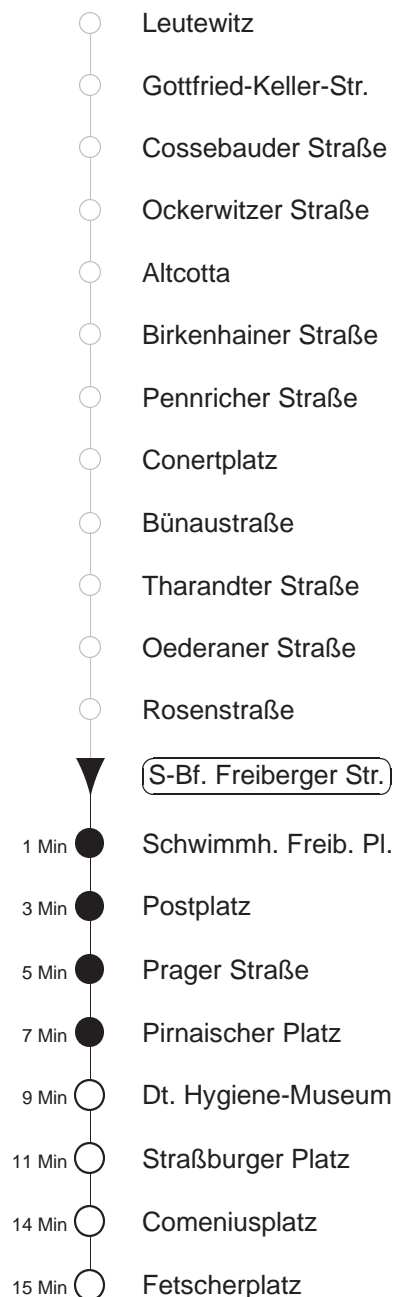 Leutewitz
Gottfried-Keller-Str.
Cossebauder Straße
Ockerwitzer Straße
Altcotta
Birkenhainer Straße
Pennricher Straße
Conertplatz
Bünaustraße
Tharandter Straße
Oederaner Straße
Rosenstraße
S-Bf. Freiberger Str.
1 Min Schwimmh. Freib. Pl.
3 Min Postplatz
5 Min Prager Straße
7 Min Pirnaischer Platz
9 Min Dt. Hygiene-Museum
11 Min Straßburger Platz
14 Min Comeniusplatz
15 Min Fetscherplatz